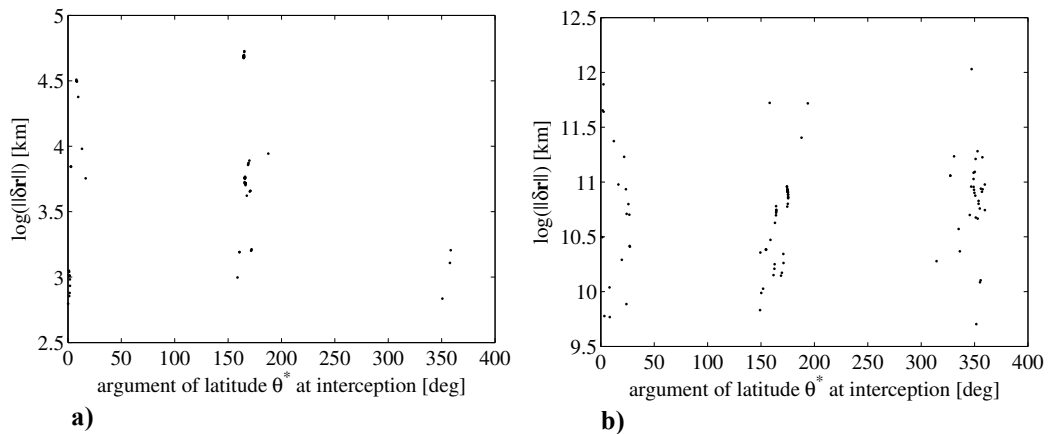 5
4.5
4
3.5
3
2.5
log(||δr||) [km]
0 50 100 150 200 250 300 350 400
argument of latitude θ* at interception [deg]
a)
12.5
12
11.5
11
10.5
10
9.5
log(||δr||) [km]
0 50 100 150 200 250 300 350 400
argument of latitude θ* at interception [deg]
b)